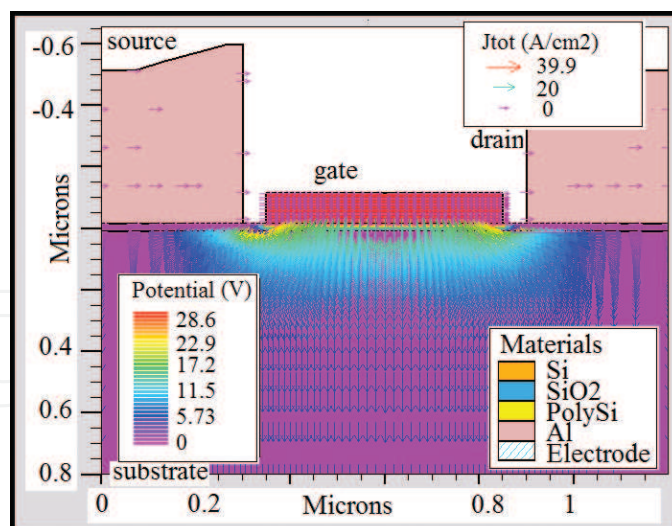 -0.6
source
Jtot (A/cm2)
39.9
20
0
-0.4
drain
gate
Microns
0
Potential (V)
28.6
22.9
17.2
11.5
5.73
0
0.4
0.6
0.8
Materials
Si
SiO2
PolySi
Al
Electrode
substrate
0
0.2
Microns
0.8
1